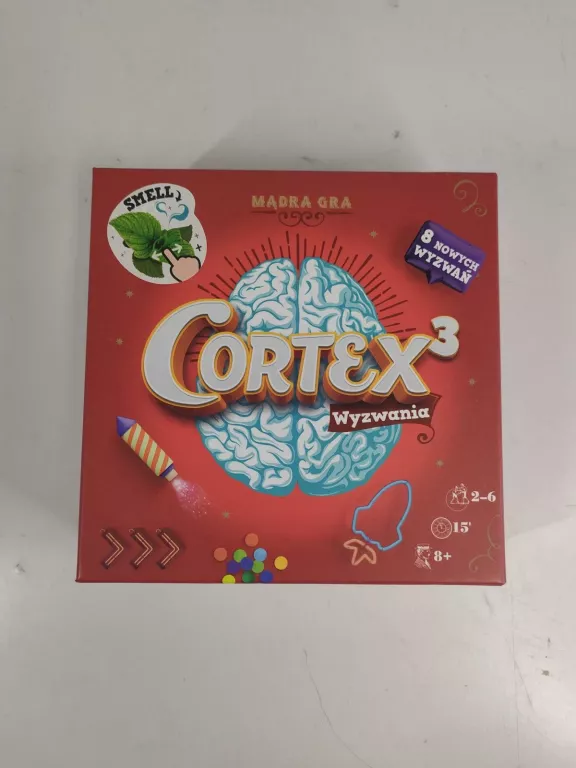 SMELL
MĄDRA GRA
8 NOWYCH
WYZWAŃ
CORTEX³
Wyzwania
2–6
15'
8+